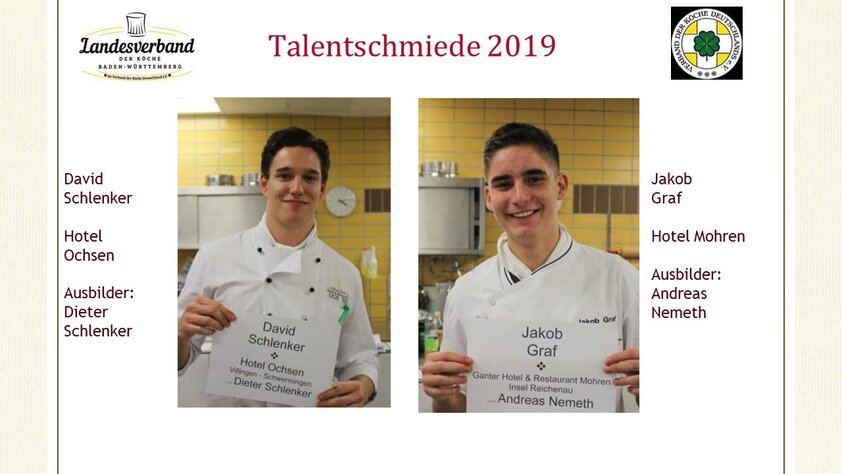 Landesverband
DER KÖCHE
BADEN-WÜRTTEMBERG
im Verband der Köche Deutschland e.V.
Talentschmiede 2019
VERBAND DER KÖCHE DEUTSCHLANDS e.V.
David
Schlenker
Hotel
Ochsen
Ausbilder:
Dieter
Schlenker
David
Schlenker
Hotel Ochsen
Villingen - Schwenningen
Dieter Schlenker
Jakob Graf
Jakob
Graf
Ganter Hotel & Restaurant Mohren
Insel Reichenau
Andreas Nemeth
Jakob
Graf
Hotel Mohren
Ausbilder:
Andreas
Nemeth